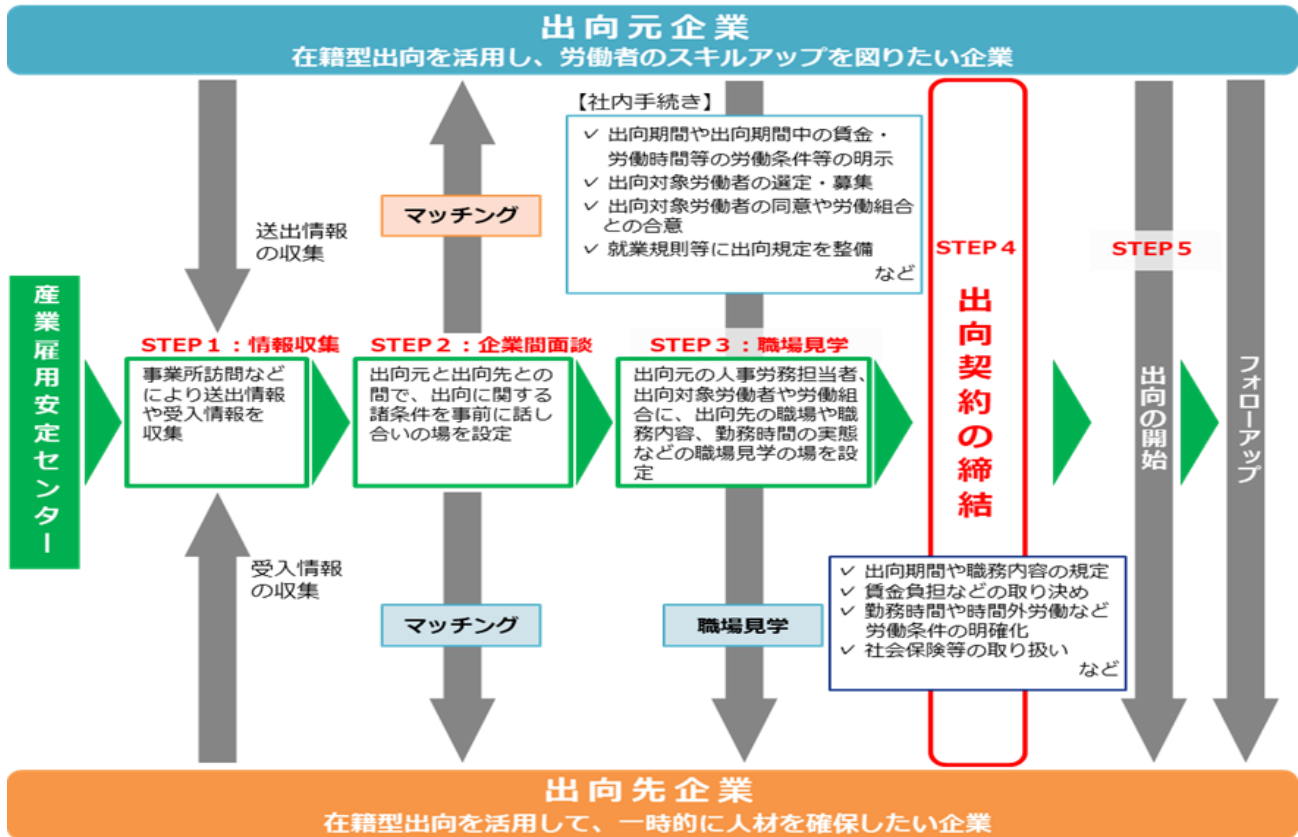 出向元企業
在籍型出向を活用し、労働者のスキルアップを図りたい企業
【社内手続き】
✓ 出向期間や出向期間中の賃金・
労働時間等の労働条件等の明示
✓ 出向対象労働者の選定・募集
✓ 出向対象労働者の同意や労働組合
との合意
✓ 就業規則等に出向規定を整備
など
マッチング
送出情報
の収集
産業雇用安定センター
STEP1：情報収集
事業所訪問など
により送出情報
や受入情報を
収集
STEP2：企業間面談
出向元と出向先との
間で、出向に関する
諸条件を事前に話し
合いの場を設定
STEP3：職場見学
出向元の人事労務担当者、
出向対象労働者や労働組
合に、出向先の職場や職
務内容、勤務時間の実態
などの職場見学の場を設
定
STEP4
出向契約の締結
STEP5
出向の開始
フォローアップ
受入情報
の収集
マッチング
職場見学
✓ 出向期間や職務内容の規定
✓ 賃金負担などの取り決め
✓ 勤務時間や時間外労働など
労働条件の明確化
✓ 社会保険等の取り扱い
など
出向先企業
在籍型出向を活用して、一時的に人材を確保したい企業